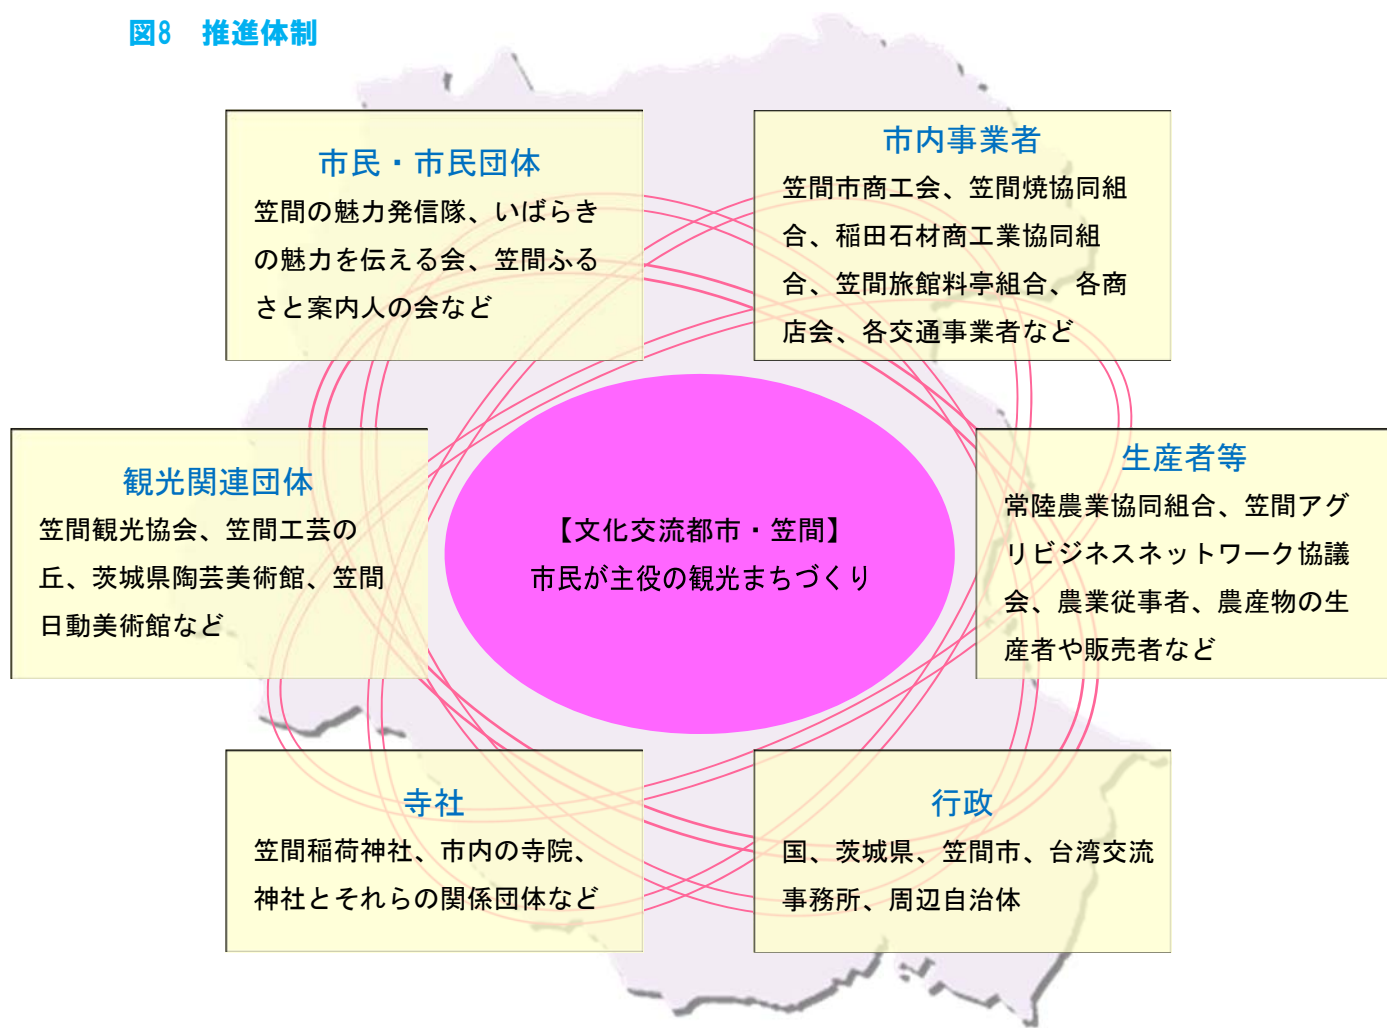 図8　推進体制
市民・市民団体
笠間の魅力発信隊、いばらき
の魅力を伝える会、笠間ふる
さと案内人の会など
市内事業者
笠間市商工会、笠間焼協同組
合、稲田石材商工業協同組
合、笠間旅館料亭組合、各商
店会、各交通事業者など
観光関連団体
笠間観光協会、笠間工芸の
丘、茨城県陶芸美術館、笠間
日動美術館など
【文化交流都市・笠間】
市民が主役の観光まちづくり
生産者等
常陸農業協同組合、笠間アグ
リビジネスネットワーク協議
会、農業従事者、農産物の生
産者や販売者など
寺社
笠間稲荷神社、市内の寺院、
神社とそれらの関係団体など
行政
国、茨城県、笠間市、台湾交流
事務所、周辺自治体